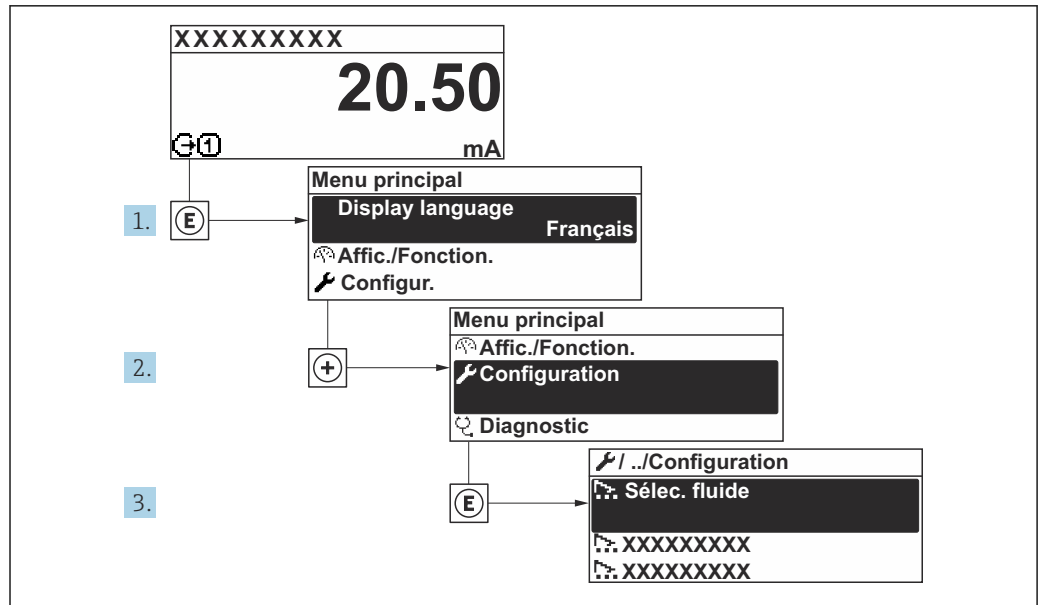 XXXXXXXXX
20.50
1 mA
Menu principal
Display language
Français
Affic./Fonction.
Configur.
1. E
Menu principal
Affic./Fonction.
Configuration
Diagnostic
2. +
/ ../Configuration
Sélec. fluide
XXXXXXXXX
XXXXXXXXX
3. E